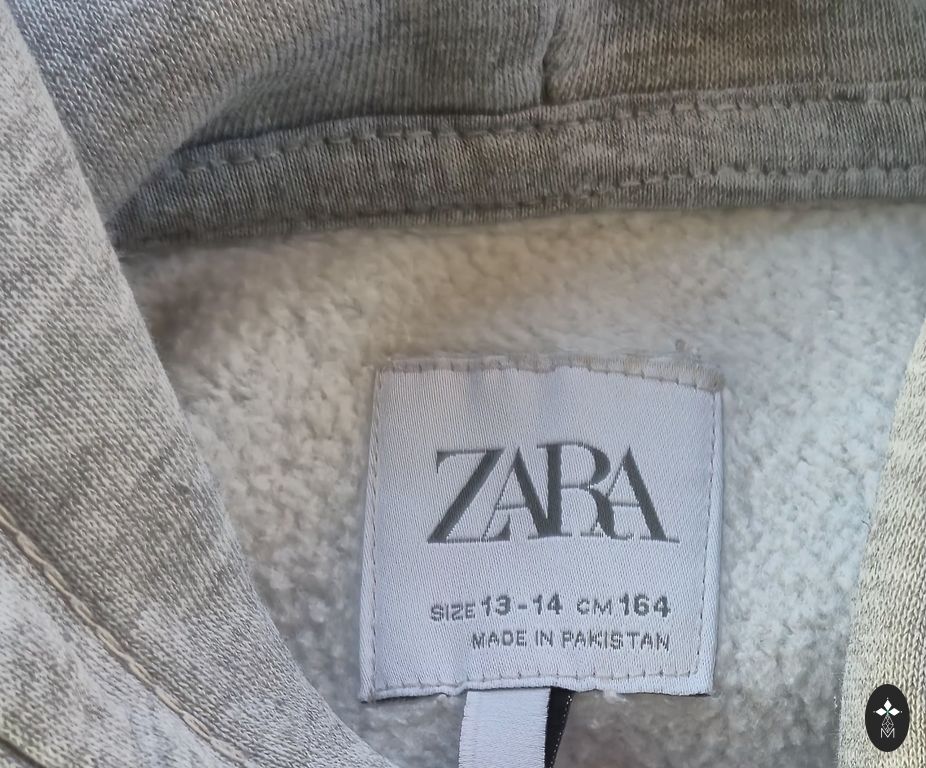 ZARA
SIZE 13-14 CM 164
MADE IN PAKISTAN
M